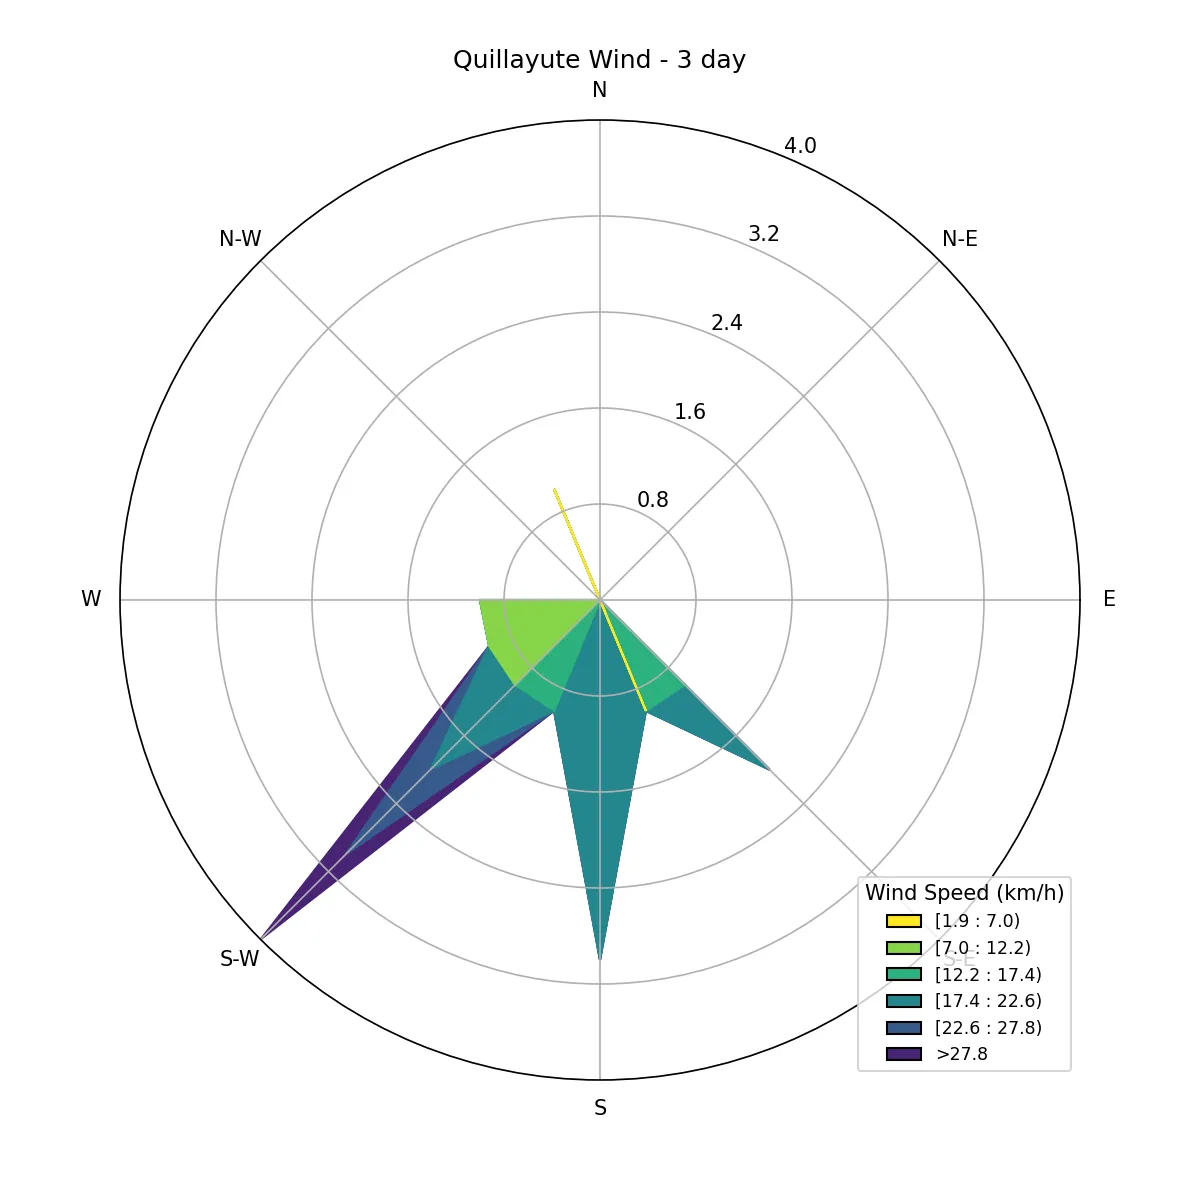 Quillayute Wind - 3 day
N
4.0
N-W
3.2
N-E
2.4
1.6
0.8
W
E
Wind Speed (km/h)
[1.9 : 7.0)
[7.0 : 12.2)
S-W
S-E
[12.2 : 17.4)
[17.4 : 22.6)
[22.6 : 27.8)
>27.8
S